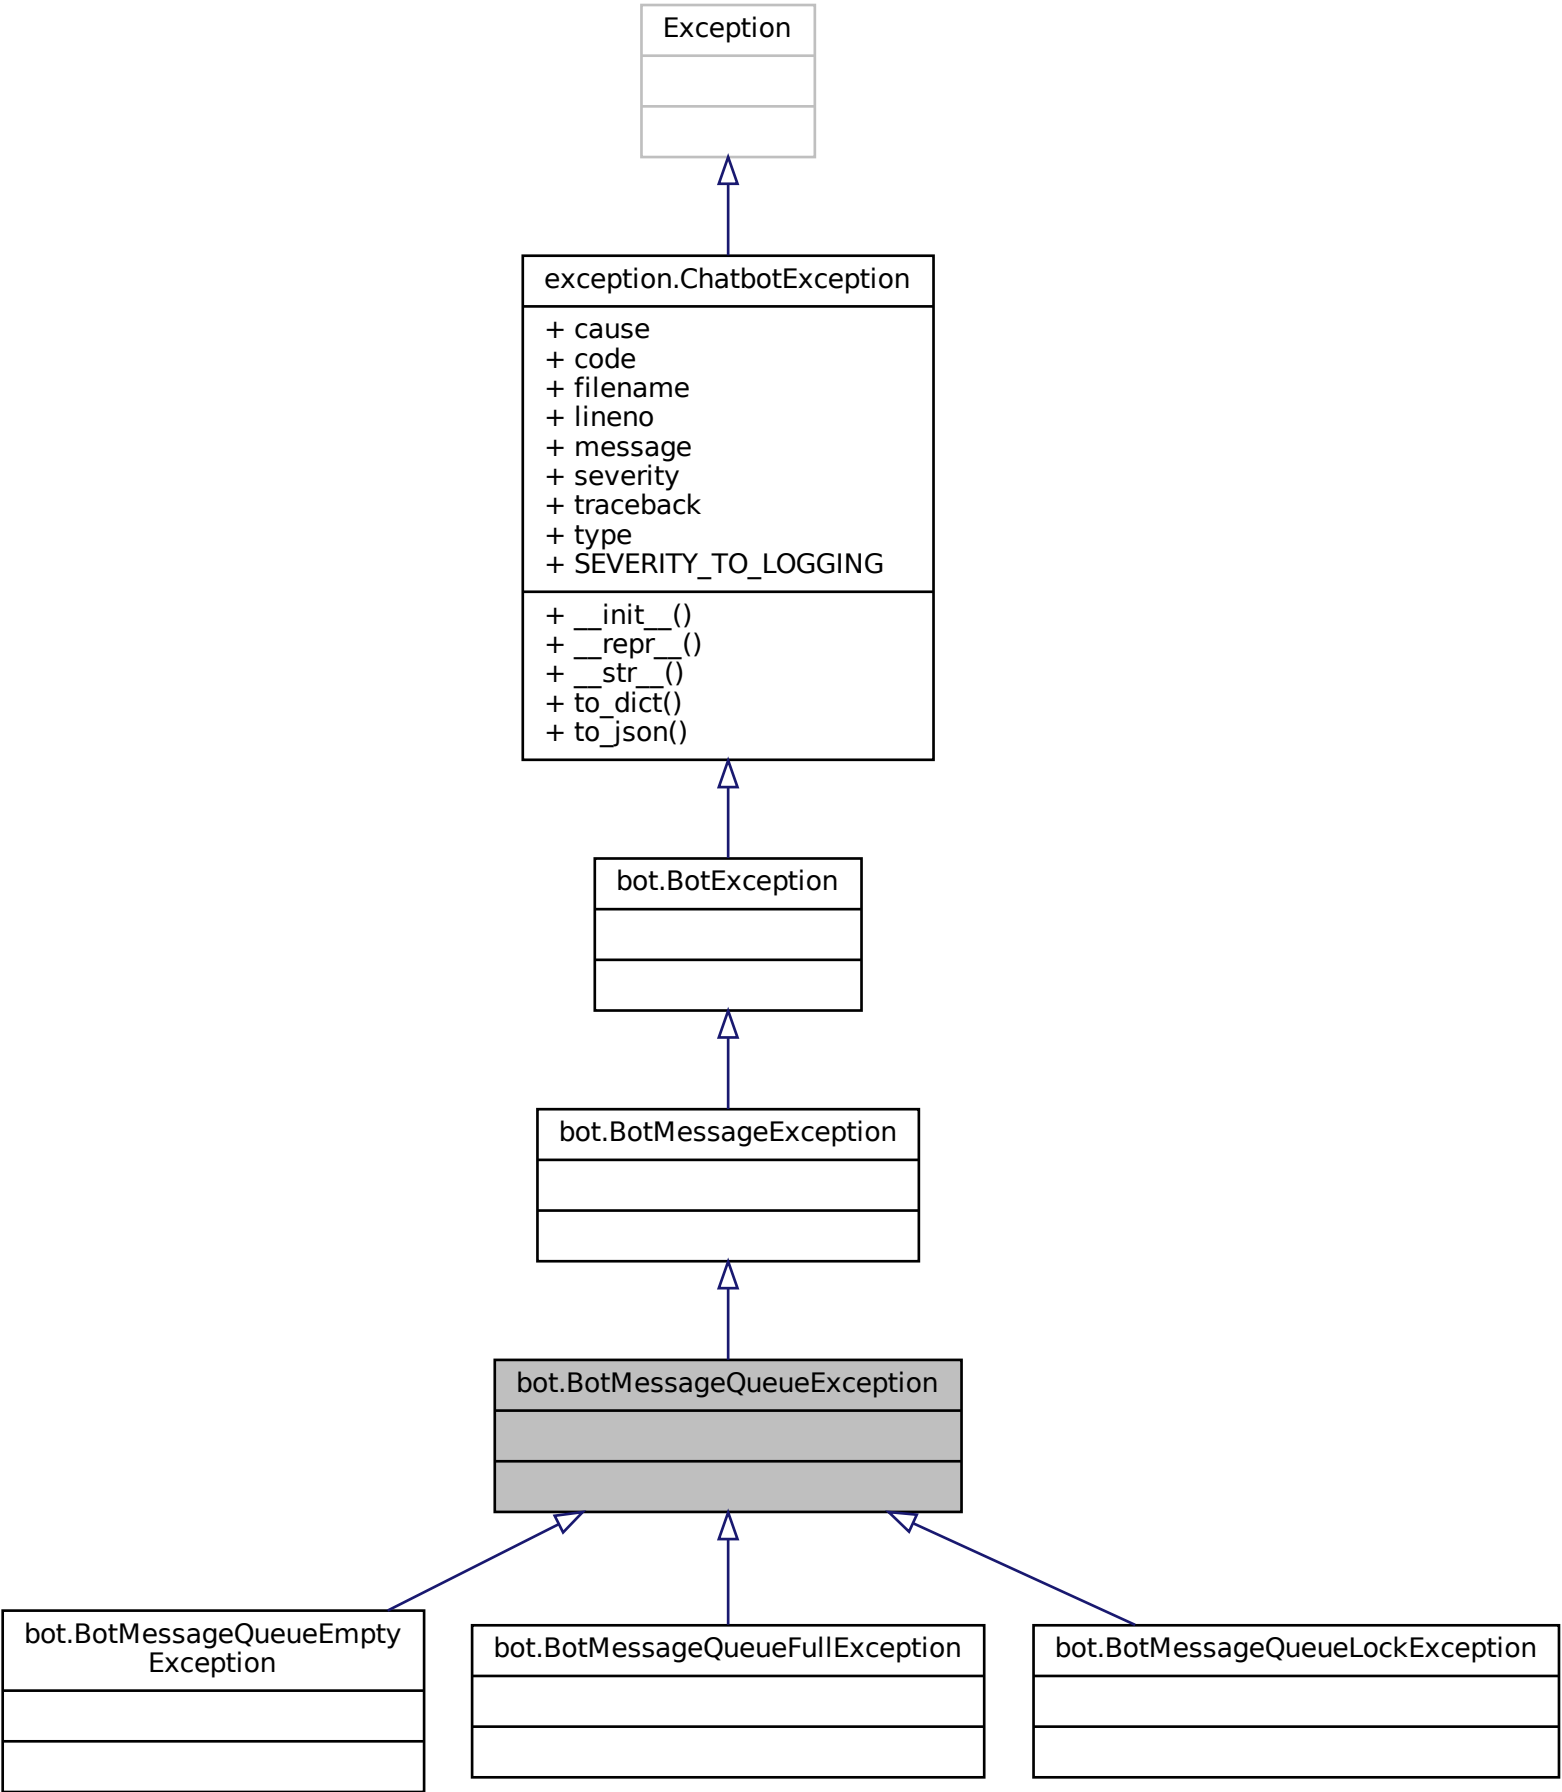 Exception
exception.ChatbotException
+ cause
+ code
+ filename
+ lineno
+ message
+ severity
+ traceback
+ type
+ SEVERITY_TO_LOGGING
+ __init__()
+ __repr__()
+ __str__()
+ to_dict()
+ to_json()
bot.BotException
bot.BotMessageException
bot.BotMessageQueueException
bot.BotMessageQueueEmpty
Exception
bot.BotMessageQueueFullException
bot.BotMessageQueueLockException